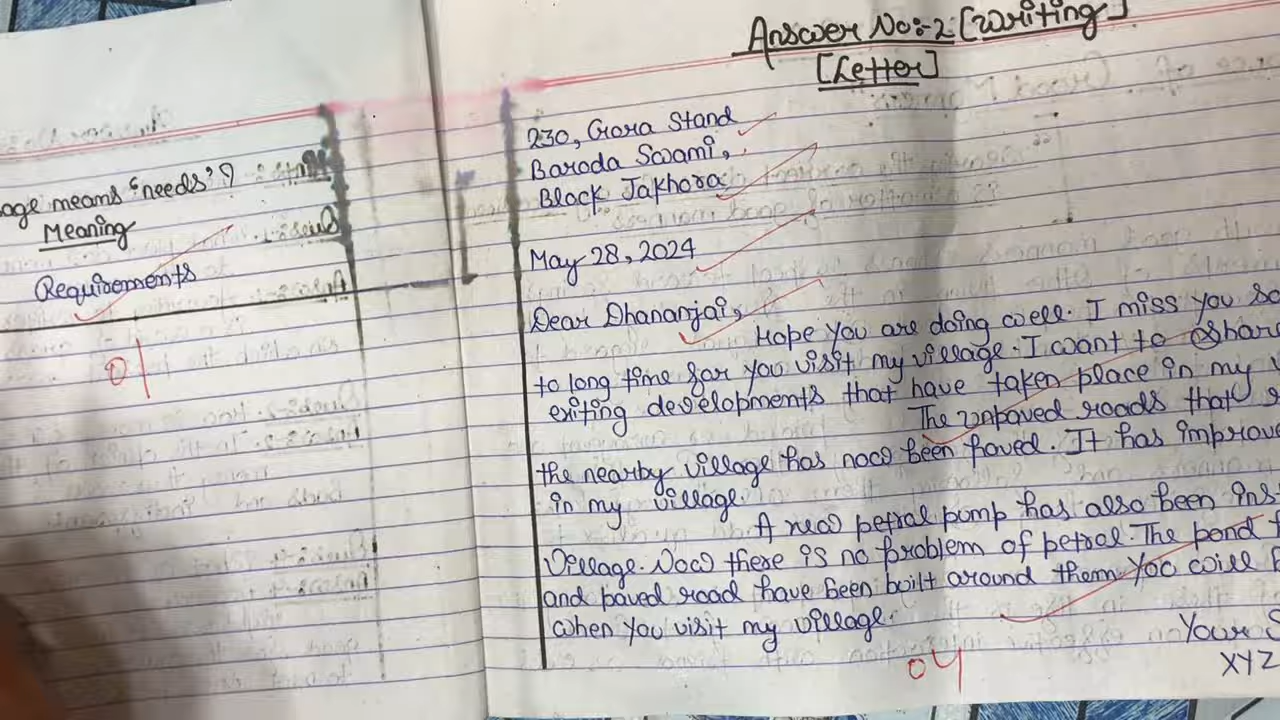 age means 'needs'?
Meaning
Requirements
01
Answer No:-2 [Writing]
[Letter]
230, Gora Stand
Baroda Swami,
Block Jakhora
May 28, 2024
Dear Dhananjai,
Hope you are doing well. I miss you so
to long time for you visit my village. I want to shar
exiting developments that have taken place in my
The unpaved roads that
the nearby village has now been paved. It has improve
in my village.
A new petrol pump has also been ins
village. Now there is no problem of petrol. The pond
and paved road have been built around them you will
when you visit my village.
Your S
XYZ
04